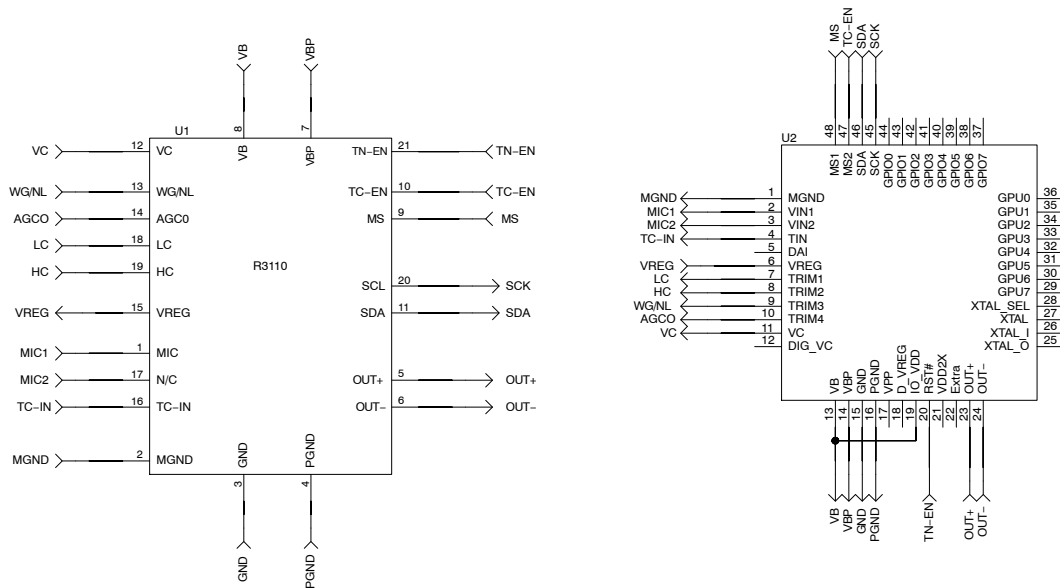 VB
VBP
U1
8
7
VB
VBP
VC 12 VC
TN-EN 21 TN-EN
WG/NL 13 WG/NL
TC-EN 10 TC-EN
AGCO 14 AGC0
MS 9 MS
LC 18 LC
HC 19 HC
R3110
SCL 20 SCK
VREG 15 VREG
SDA 11 SDA
MIC1 1 MIC
MIC2 17 N/C
OUT+ 5 OUT+
TC-IN 16 TC-IN
OUT- 6 OUT-
MGND 2 MGND
GND
PGND
3
4
GND
PGND
MS
TC-EN
SDA
SCK
U2
48
47
46
45
44
43
42
41
40
39
38
37
MS1
MS2
SDA
SCK
GPIO0
GPIO1
GPIO2
GPIO3
GPIO4
GPIO5
GPIO6
GPIO7
MGND 1 MGND
MIC1 2 VIN1
MIC2 3 VIN2
TC-IN 4 TIN
5 DAI
VREG 6 VREG
LC 7 TRIM1
HC 8 TRIM2
WG/NL 9 TRIM3
AGCO 10 TRIM4
VC 11 VC
12 DIG_VC
GPU0 36
GPU1 35
GPU2 34
GPU3 33
GPU4 32
GPU5 31
GPU6 30
GPU7 29
XTAL_SEL 28
XTAL 27
XTAL_I 26
XTAL_O 25
VB
VBP
GND
PGND
VPP
D_VREG
IO_VDD
RST#
VDD2X
Extra
OUT+
OUT-
13
14
15
16
17
18
19
20
21
22
23
24
VB
VBP
GND
PGND
TN-EN
OUT+
OUT-